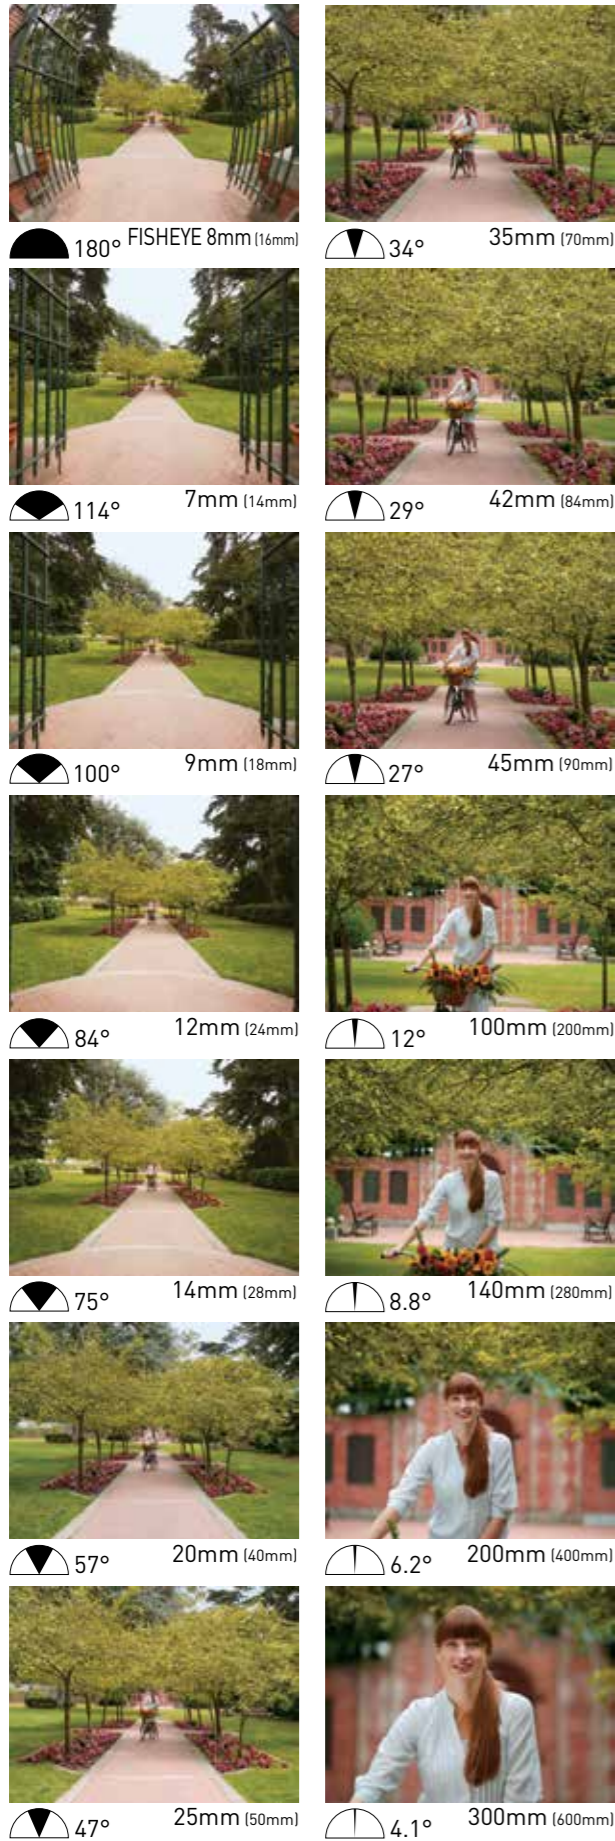 180° FISHEYE 8mm (16mm)
114° 7mm (14mm)
100° 9mm (18mm)
84° 12mm (24mm)
75° 14mm (28mm)
57° 20mm (40mm)
47° 25mm (50mm)
34° 35mm (70mm)
29° 42mm (84mm)
27° 45mm (90mm)
12° 100mm (200mm)
8.8° 140mm (280mm)
6.2° 200mm (400mm)
4.1° 300mm (600mm)